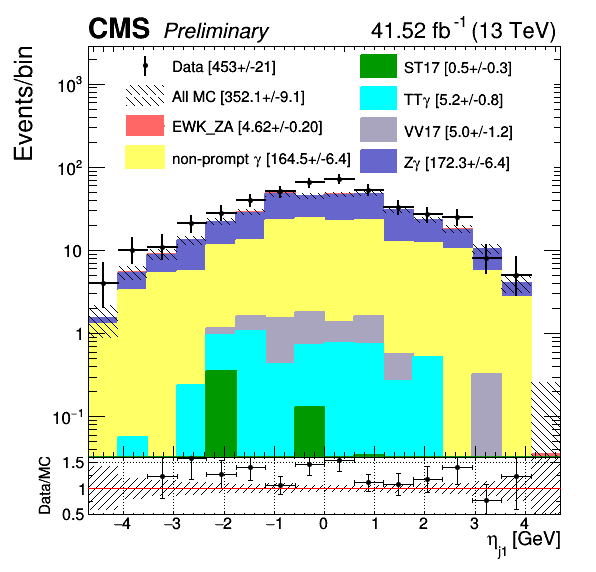 CMS Preliminary 41.52 fb⁻¹ (13 TeV)
Events/bin
Data [453+/-21]
All MC [352.1+/-9.1]
EWK_ZA [4.62+/-0.20]
non-prompt γ [164.5+/-6.4]
ST17 [0.5+/-0.3]
TTγ [5.2+/-0.8]
VV17 [5.0+/-1.2]
Zγ [172.3+/-6.4]
10³
10²
10
1
10⁻¹
Data/MC
1.5
1
0.5
−4 −3 −2 −1 0 1 2 3 4
η_j1 [GeV]